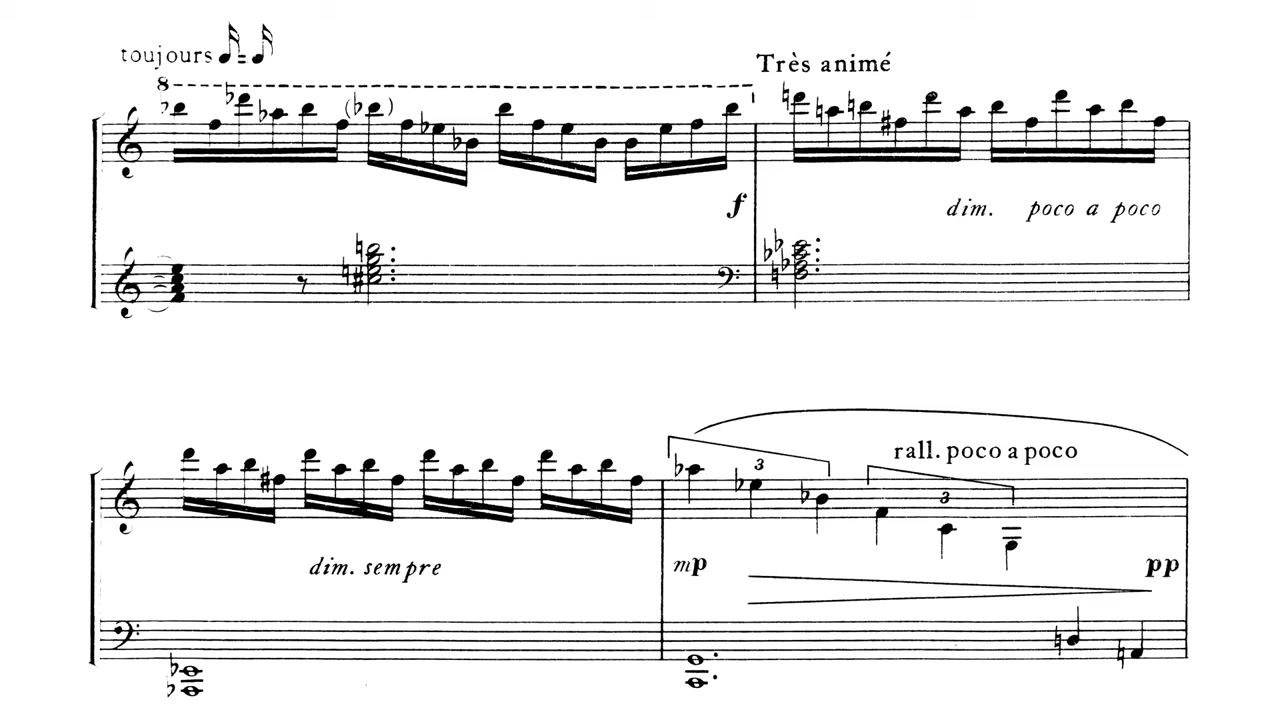 toujours
8
Très animé
f
dim. poco a poco
rall. poco a poco
3
3
dim. sempre
mp
pp